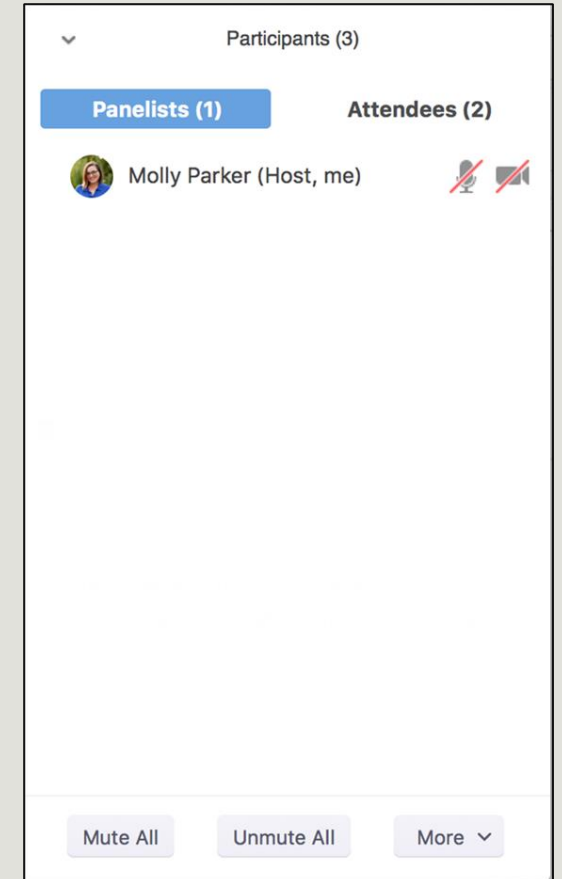 Participants (3)
Panelists (1) Attendees (2)
Molly Parker (Host, me)
Mute All Unmute All More